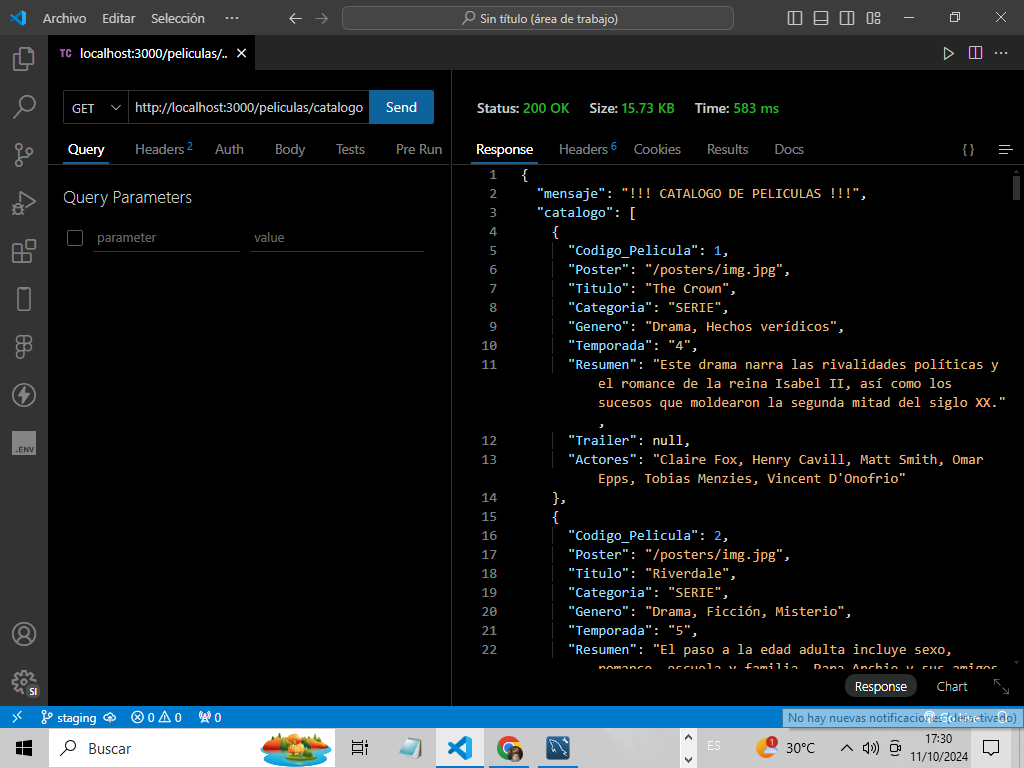 Archivo Editar Selección ··· Sin título (área de trabajo)
TC localhost:3000/peliculas/..
GET http://localhost:3000/peliculas/catalogo Send
Status: 200 OK Size: 15.73 KB Time: 583 ms
Query Headers 2 Auth Body Tests Pre Run
Response Headers 6 Cookies Results Docs { }
Query Parameters
parameter value
1 {
2 "mensaje": "!!! CATALOGO DE PELICULAS !!!",
3 "catalogo": [
4 {
5 "Codigo_Pelicula": 1,
6 "Poster": "/posters/img.jpg",
7 "Titulo": "The Crown",
8 "Categoria": "SERIE",
9 "Genero": "Drama, Hechos verídicos",
10 "Temporada": "4",
11 "Resumen": "Este drama narra las rivalidades políticas y
el romance de la reina Isabel II, así como los
sucesos que moldearon la segunda mitad del siglo XX."
,
12 "Trailer": null,
13 "Actores": "Claire Fox, Henry Cavill, Matt Smith, Omar
Epps, Tobias Menzies, Vincent D'Onofrio"
14 },
15 {
16 "Codigo_Pelicula": 2,
17 "Poster": "/posters/img.jpg",
18 "Titulo": "Riverdale",
19 "Categoria": "SERIE",
20 "Genero": "Drama, Ficción, Misterio",
21 "Temporada": "5",
22 "Resumen": "El paso a la edad adulta incluye sexo,
romance, escuela y familia. Para Archie y sus amigos
Response Chart
.ENV
SI
staging 0 0 0
No hay nuevas notificaciones (desactivado)
Buscar ES 1 30°C 17:30
11/10/2024